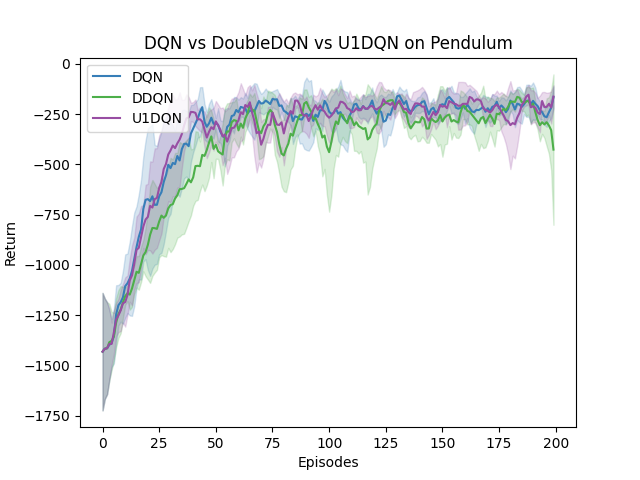 DQN vs DoubleDQN vs U1DQN on Pendulum
DQN
DDQN
U1DQN
Return
0
−250
−500
−750
−1000
−1250
−1500
−1750
0 25 50 75 100 125 150 175 200
Episodes